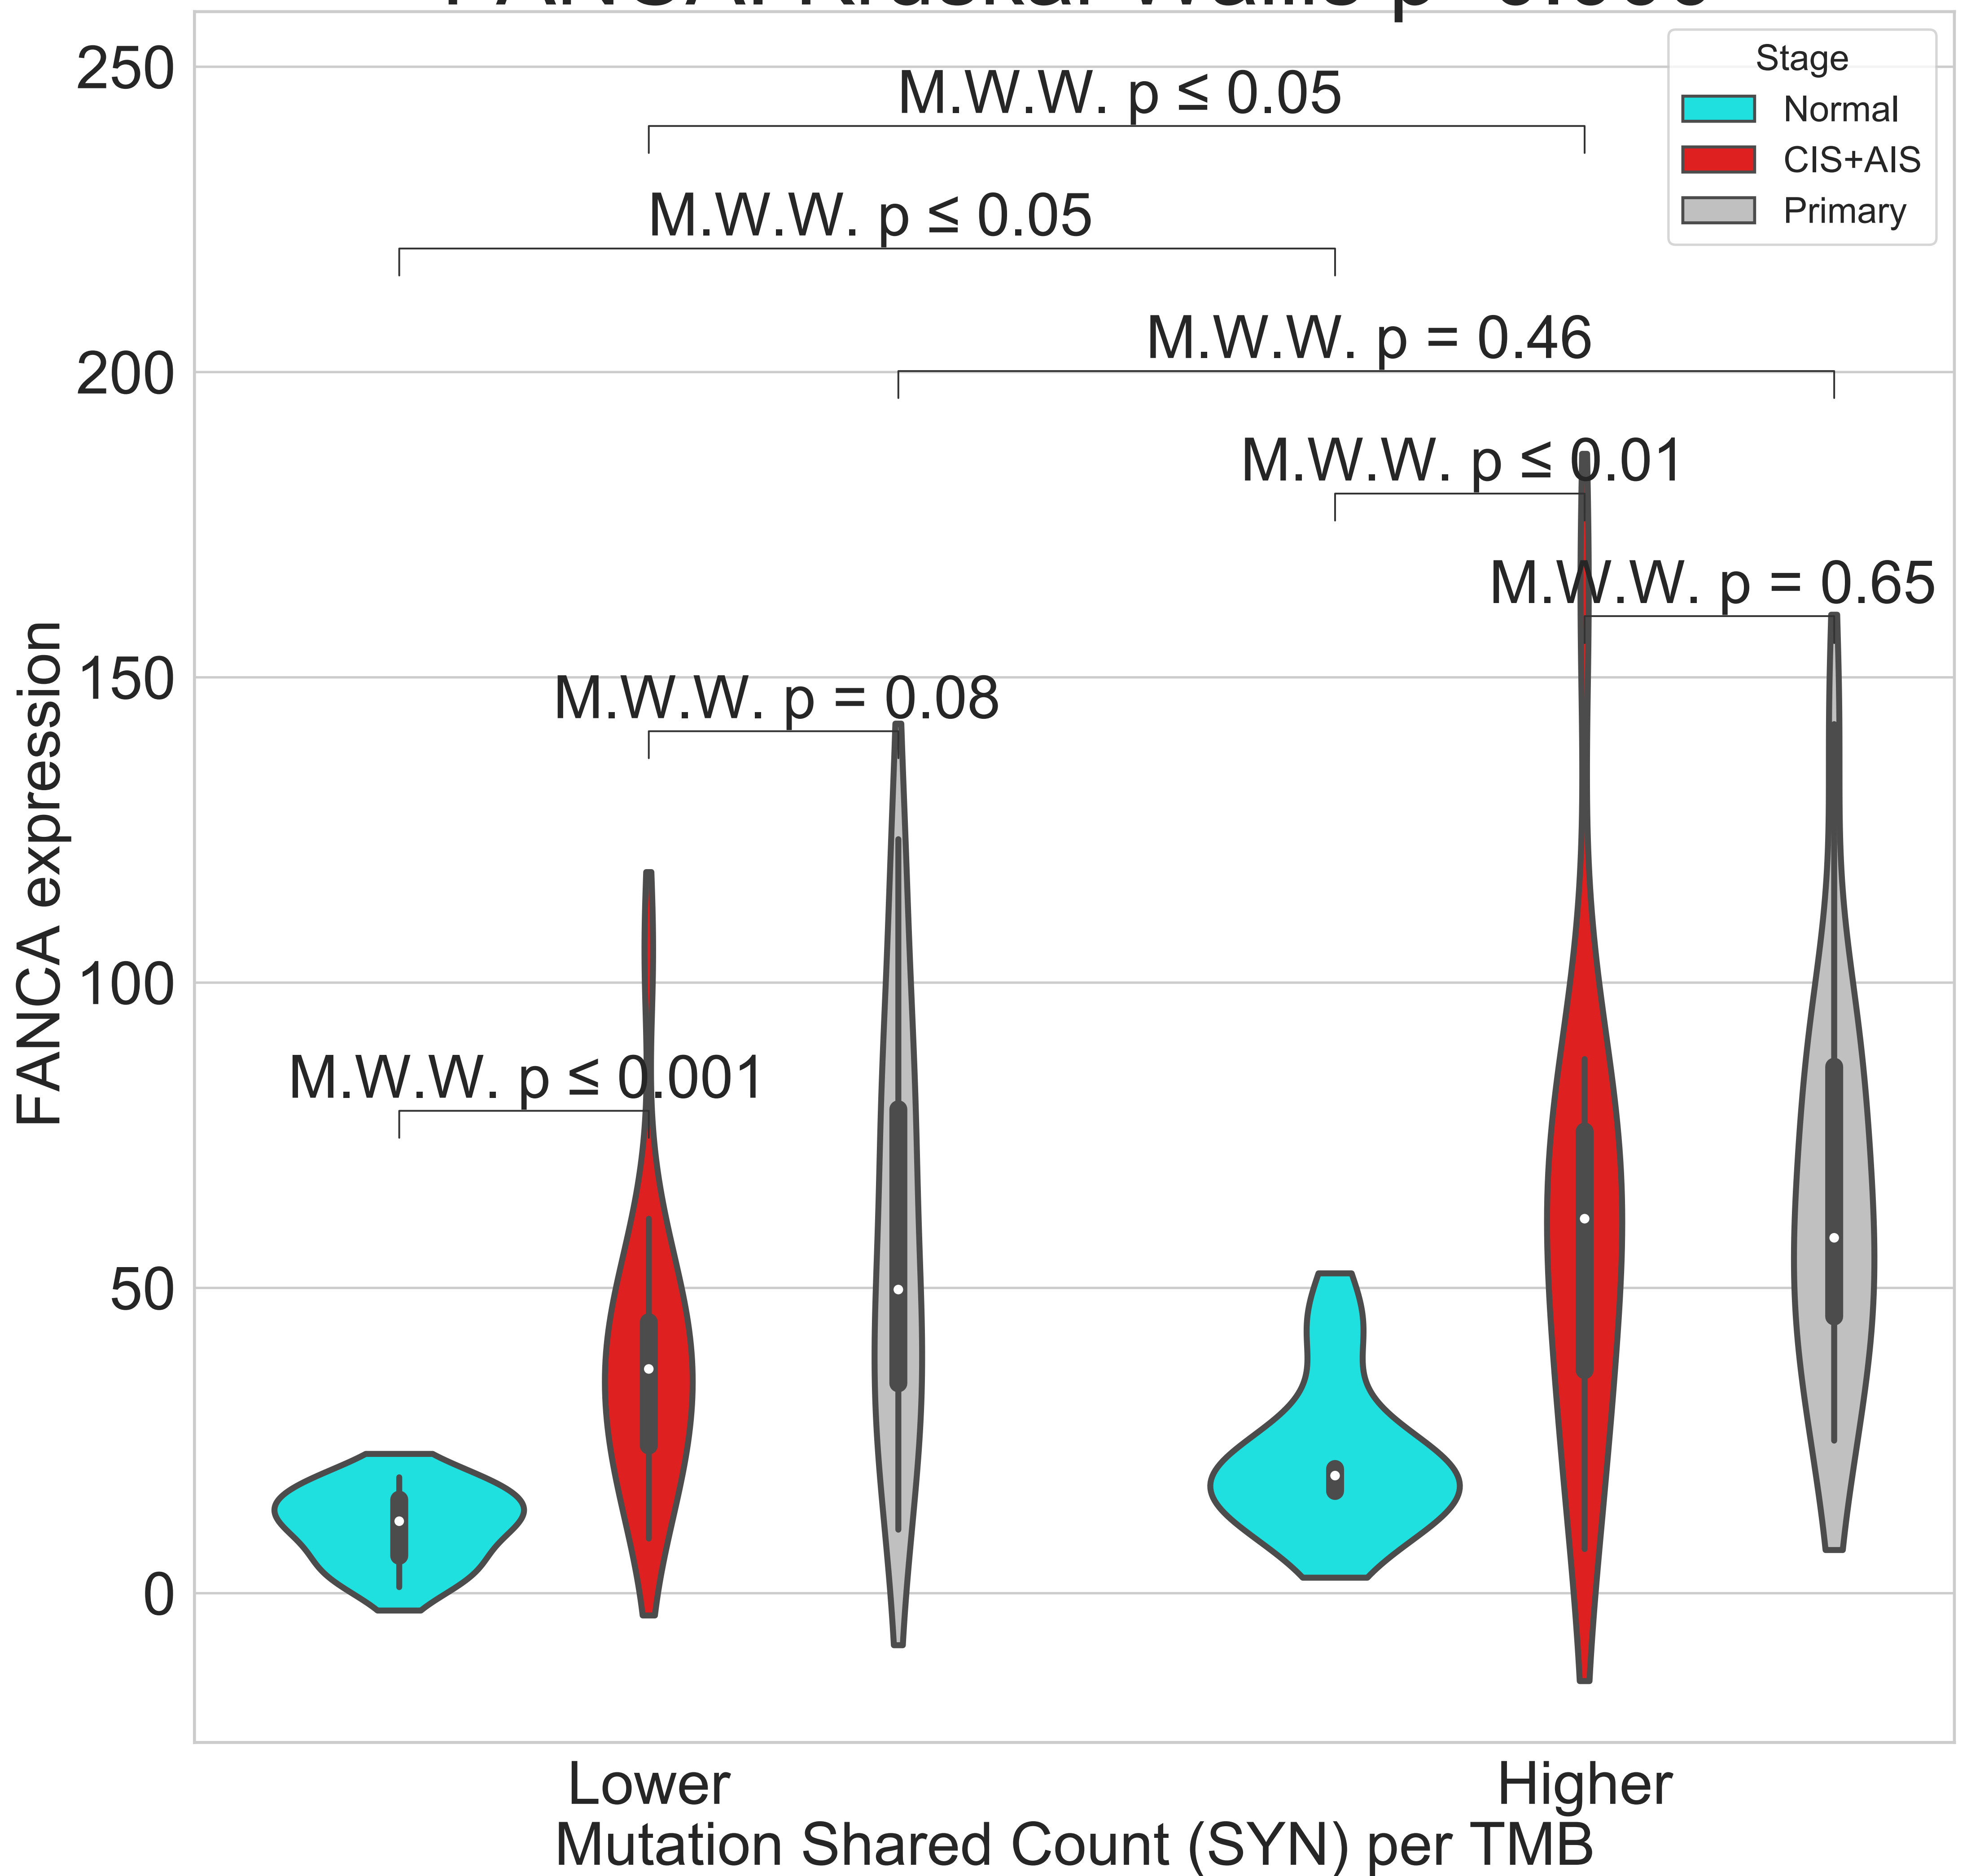 250
200
150
100
50
0
FANCA expression
Stage
Normal
CIS+AIS
Primary
M.W.W. p ≤ 0.05
M.W.W. p ≤ 0.05
M.W.W. p = 0.46
M.W.W. p ≤ 0.01
M.W.W. p = 0.65
M.W.W. p = 0.08
M.W.W. p ≤ 0.001
Lower
Higher
Mutation Shared Count (SYN) per TMB